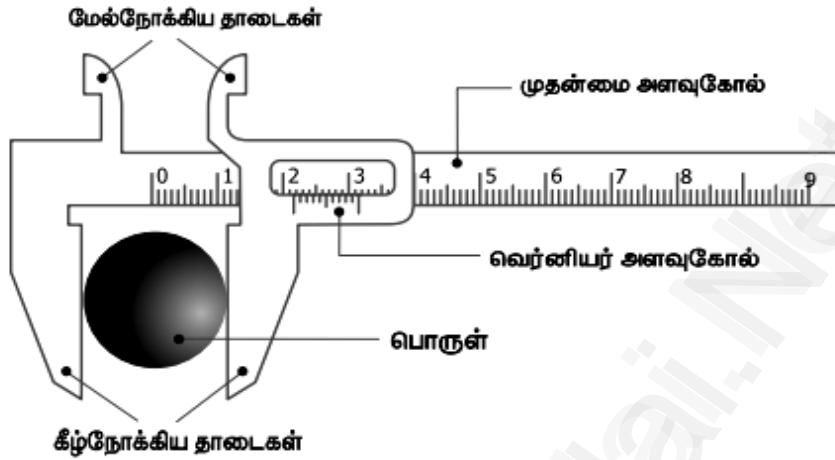 மேல்நோக்கிய தாடைகள்
முதன்மை அளவுகோல்
0 1 2 3 4 5 6 7 8 9
வெர்னியர் அளவுகோல்
பொருள்
கீழ்நோக்கிய தாடைகள்